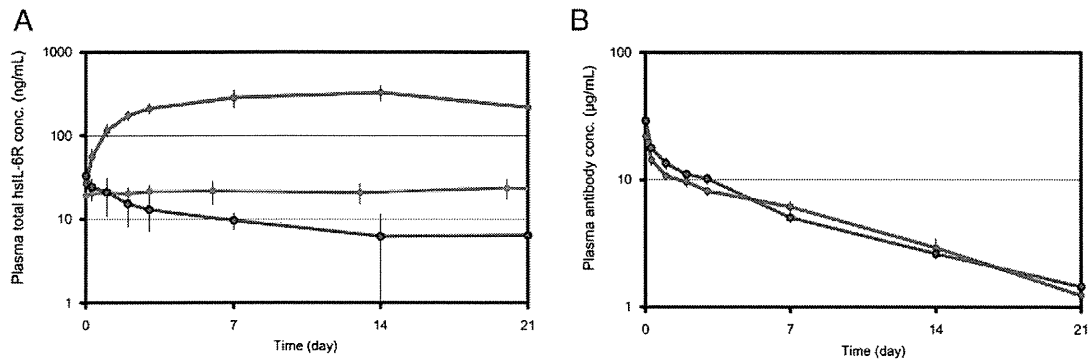 A
Plasma total hsIL-6R conc. (ng/mL)
1000
100
10
1
0
7
14
21
Time (day)
B
Plasma antibody conc. (µg/mL)
100
10
1
0
7
14
21
Time (day)